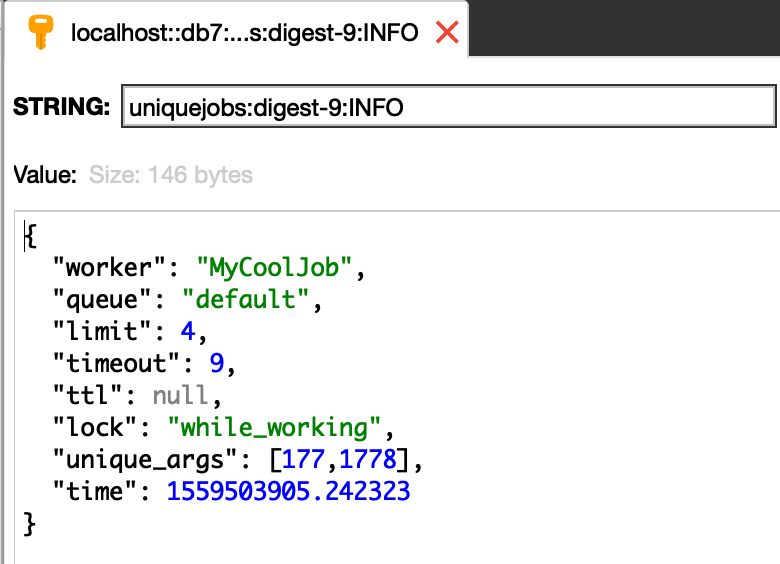 localhost::db7:...s:digest-9:INFO
STRING: uniquejobs:digest-9:INFO
Value: Size: 146 bytes
{
  "worker": "MyCoolJob",
  "queue": "default",
  "limit": 4,
  "timeout": 9,
  "ttl": null,
  "lock": "while_working",
  "unique_args": [177,1778],
  "time": 1559503905.242323
}